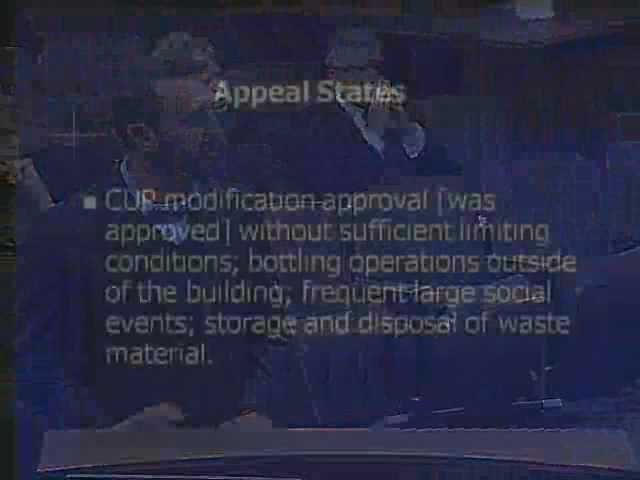 Appeal States
▪ CUP modification approval [was
approved] without sufficient limiting
conditions; bottling operations outside
of the building; frequent large social
events; storage and disposal of waste
material.